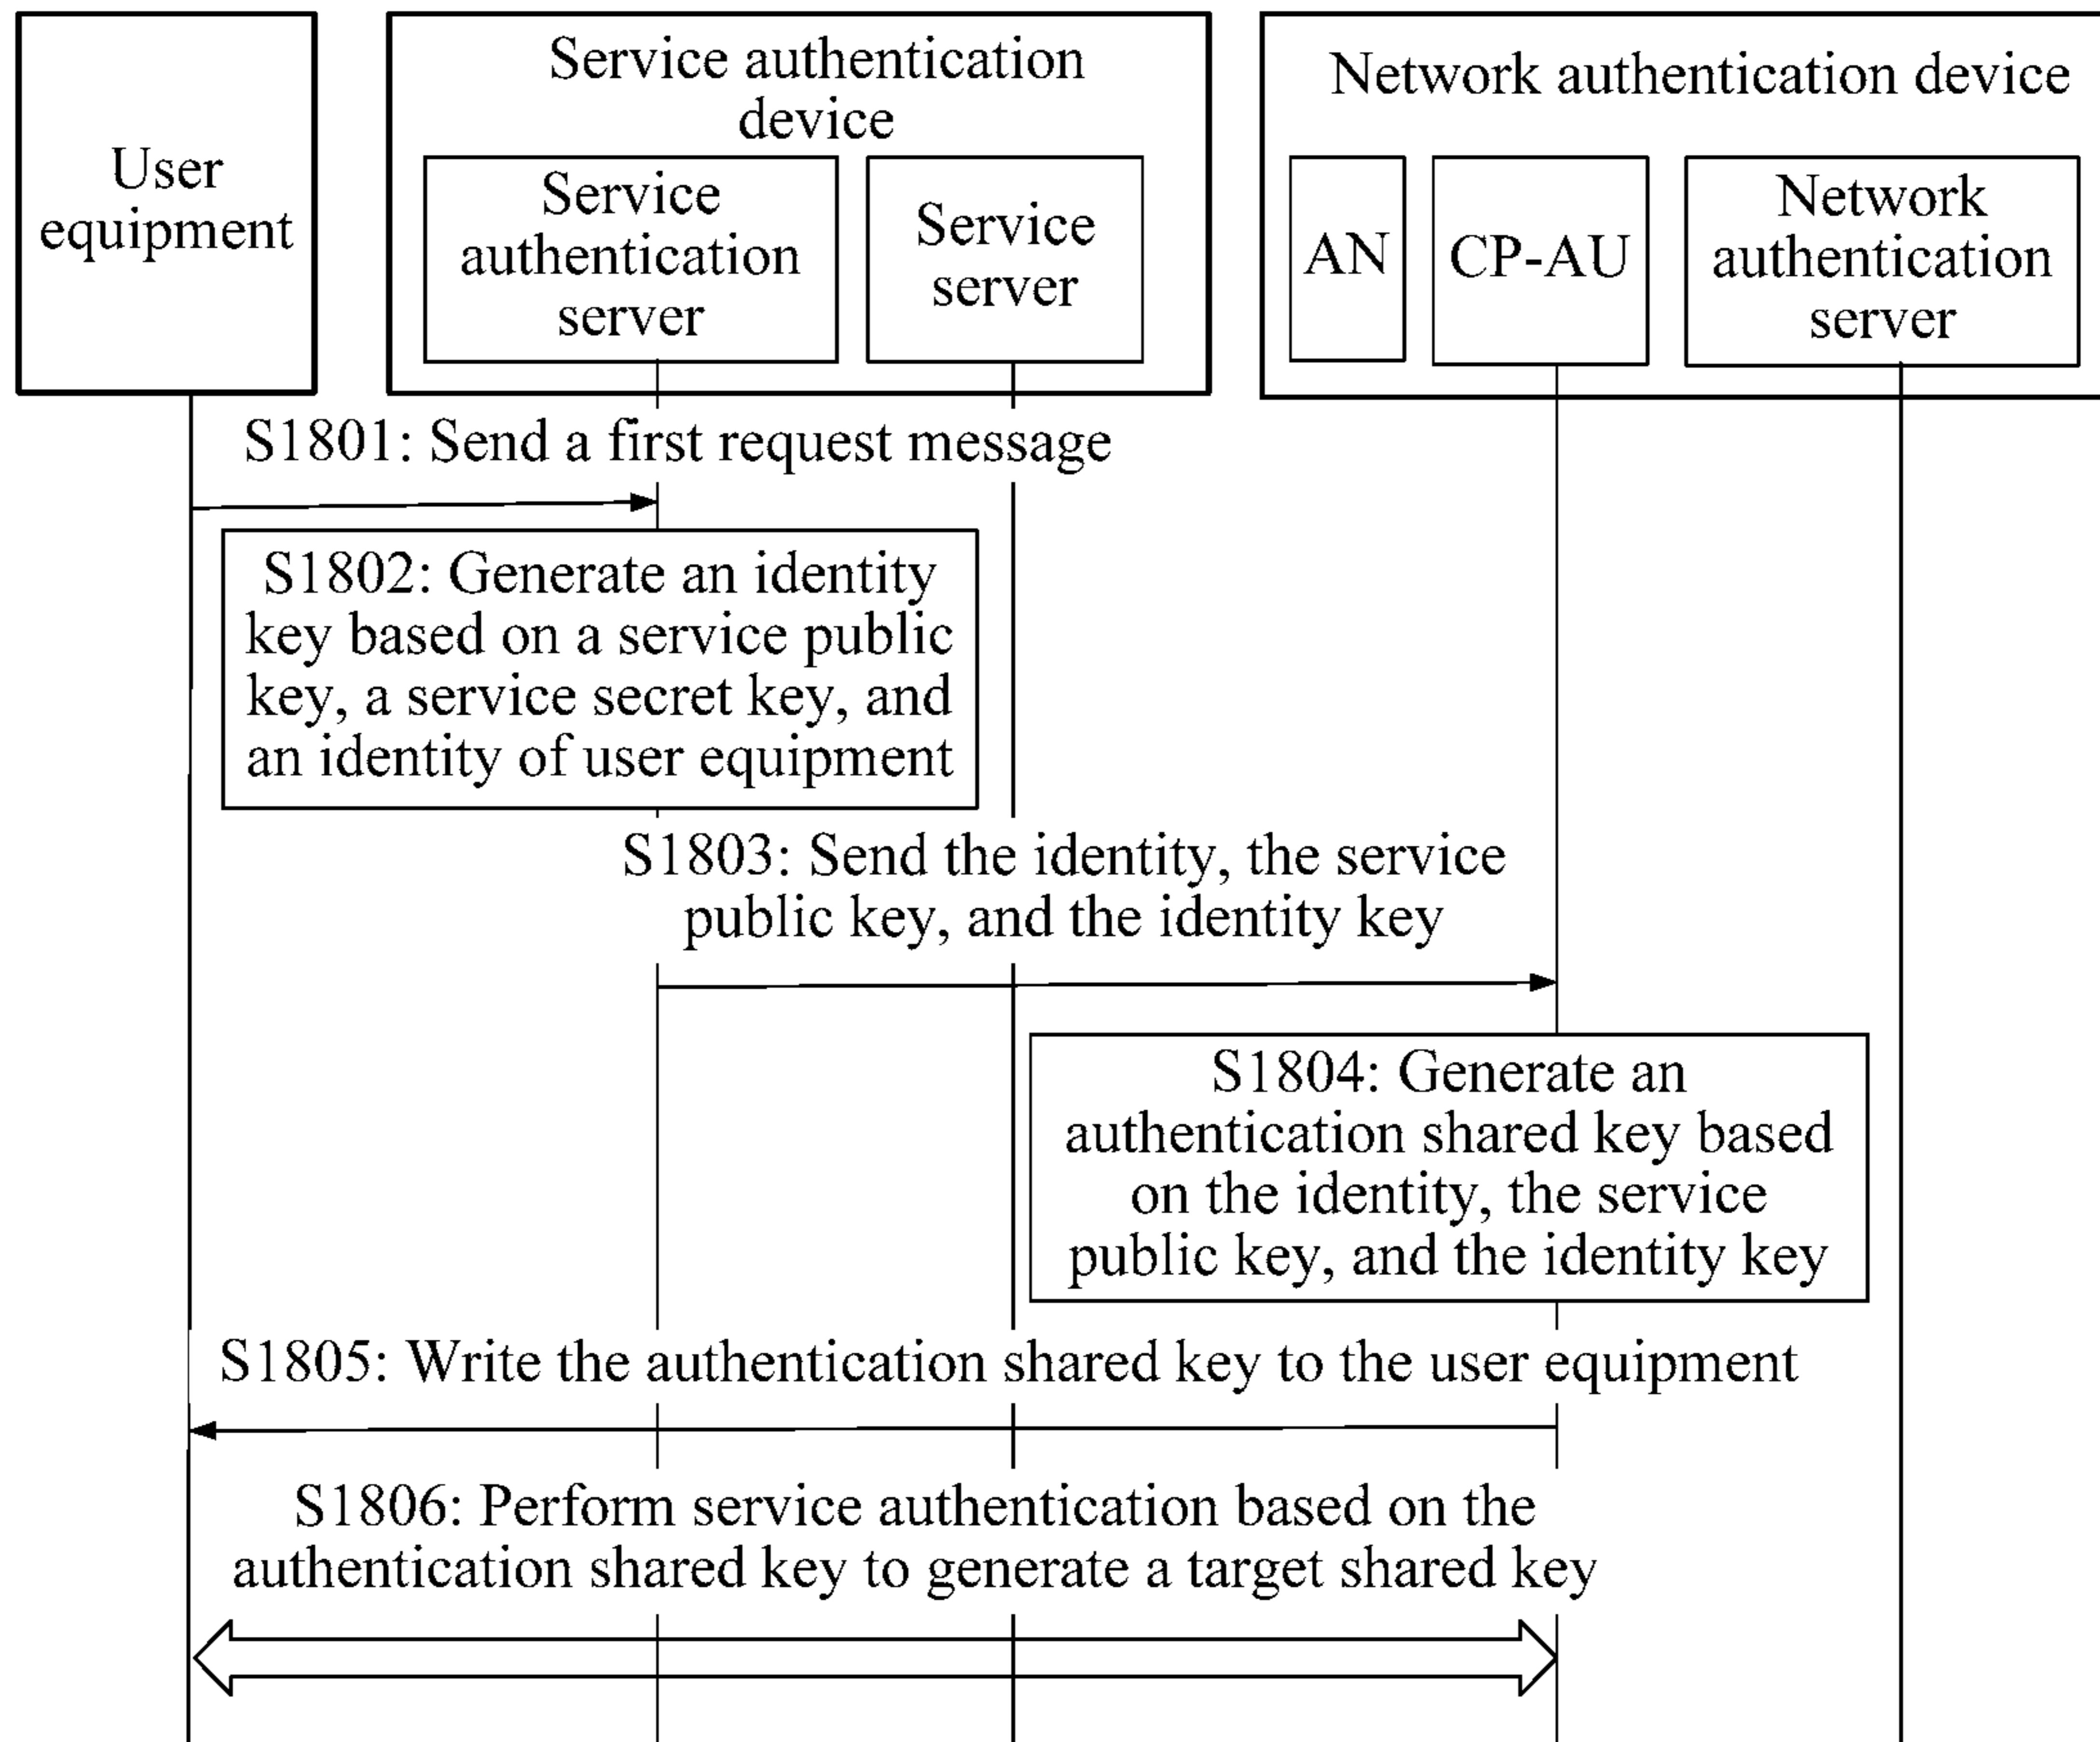 User
equipment
Service authentication
device
Service
authentication
server
Service
server
Network authentication device
AN
CP-AU
Network
authentication
server
S1801: Send a first request message
S1802: Generate an identity
key based on a service public
key, a service secret key, and
an identity of user equipment
S1803: Send the identity, the service
public key, and the identity key
S1804: Generate an
authentication shared key based
on the identity, the service
public key, and the identity key
S1805: Write the authentication shared key to the user equipment
S1806: Perform service authentication based on the
authentication shared key to generate a target shared key